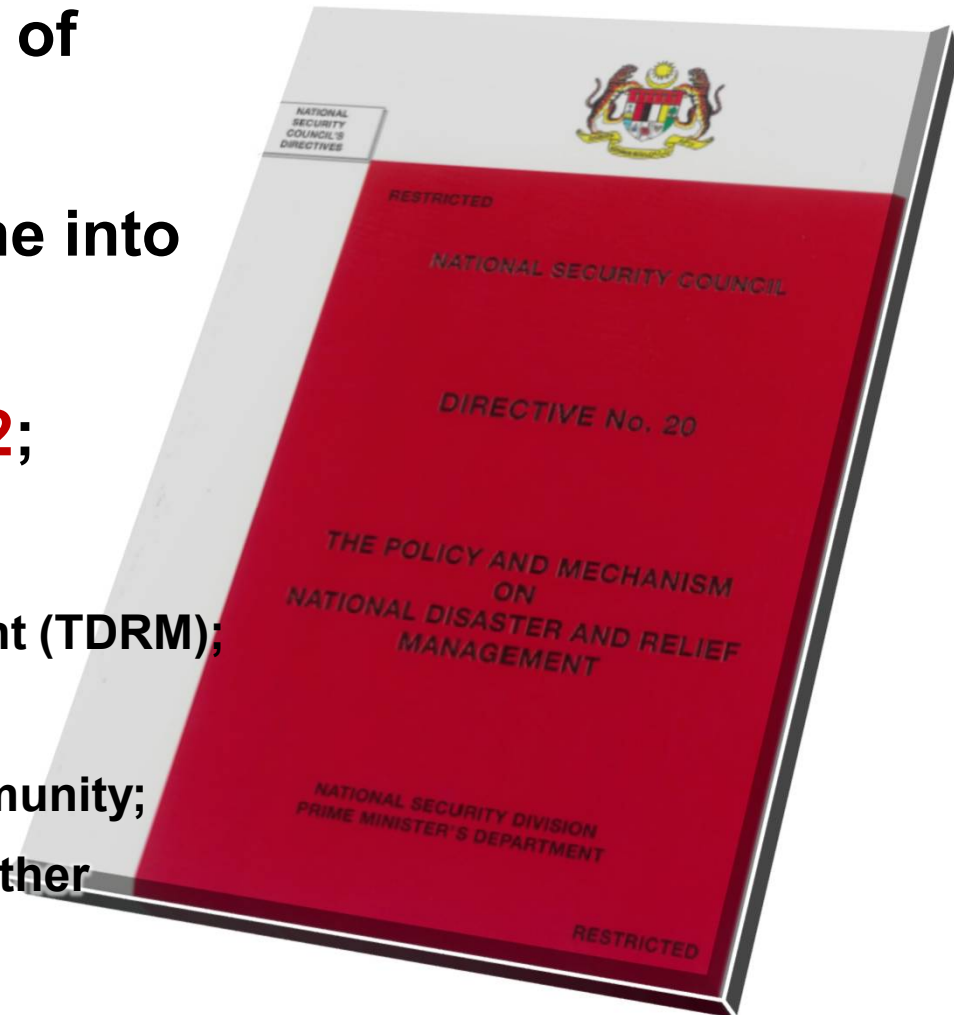 of
ne into
2;
nt (TDRM);
munity;
ther
NATIONAL
SECURITY
COUNCIL'S
DIRECTIVES
RESTRICTED
NATIONAL SECURITY COUNCIL
DIRECTIVE No. 20
THE POLICY AND MECHANISM
ON
NATIONAL DISASTER AND RELIEF
MANAGEMENT
NATIONAL SECURITY DIVISION
PRIME MINISTER'S DEPARTMENT
RESTRICTED